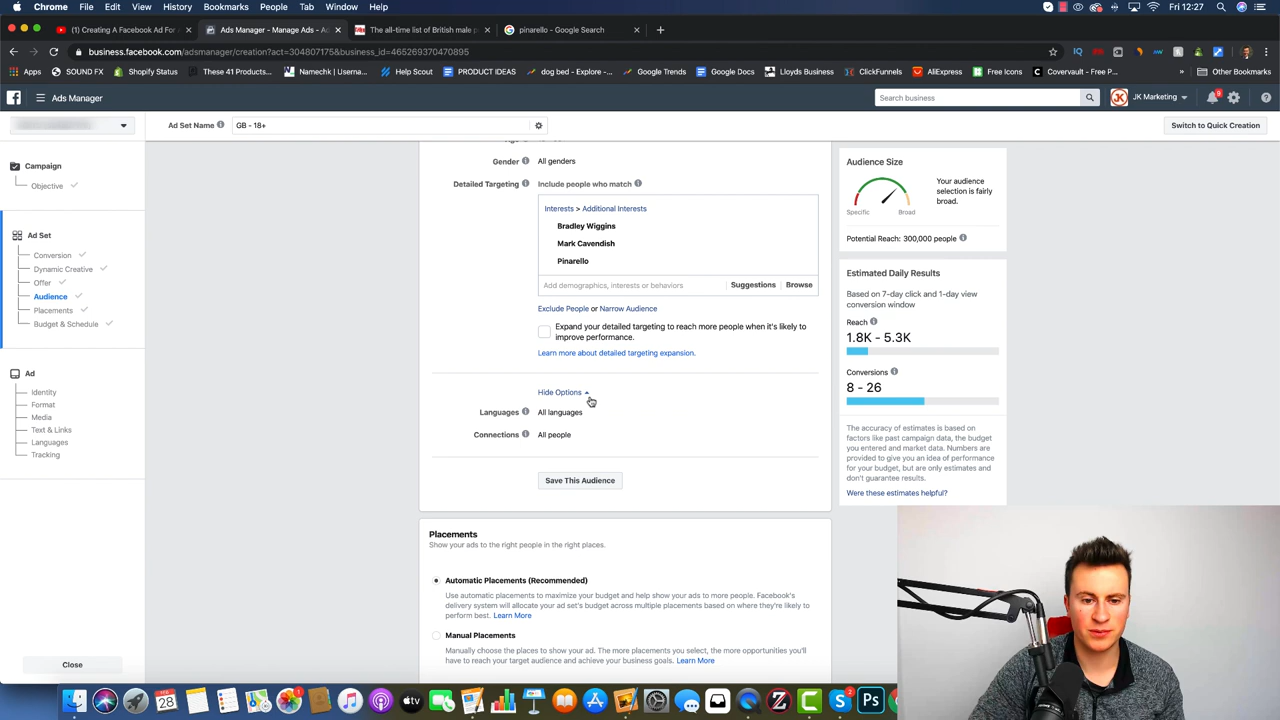 Chrome File Edit View History Bookmarks People Tab Window Help
Fri 12:27
(1) Creating A Facebook Ad For
Ads Manager - Manage Ads -
The all-time list of British male p
pinarello - Google Search
business.facebook.com/adsmanager/creation?act=304807175&business_id=465269370470895
Apps SOUND FX Shopify Status These 41 Products... Namechk | Userna... Help Scout PRODUCT IDEAS dog bed - Explore -... Google Trends Google Docs Lloyds Business ClickFunnels AliExpress Free Icons Covervault - Free P... » Other Bookmarks
Ads Manager
Search business
JK Marketing
9
Ad Set Name GB - 18+
Switch to Quick Creation
Campaign
Objective
Ad Set
Conversion
Dynamic Creative
Offer
Audience
Placements
Budget & Schedule
Ad
Identity
Format
Media
Text & Links
Languages
Tracking
Close
Gender All genders
Detailed Targeting Include people who match
Interests > Additional Interests
Bradley Wiggins
Mark Cavendish
Pinarello
Add demographics, interests or behaviors Suggestions Browse
Exclude People or Narrow Audience
Expand your detailed targeting to reach more people when it's likely to
improve performance.
Learn more about detailed targeting expansion.
Hide Options
Languages All languages
Connections All people
Save This Audience
Placements
Show your ads to the right people in the right places.
Automatic Placements (Recommended)
Use automatic placements to maximize your budget and help show your ads to more people. Facebook's
delivery system will allocate your ad set's budget across multiple placements based on where they're likely to
perform best. Learn More
Manual Placements
Manually choose the places to show your ad. The more placements you select, the more opportunities you'll
have to reach your target audience and achieve your business goals. Learn More
Audience Size
Your audience
selection is fairly
broad.
Specific Broad
Potential Reach: 300,000 people
Estimated Daily Results
Based on 7-day click and 1-day view
conversion window
Reach
1.8K - 5.3K
Conversions
8 - 26
The accuracy of estimates is based on
factors like past campaign data, the budget
you entered and market data. Numbers are
provided to give you an idea of performance
for your budget, but are only estimates and
don't guarantee results.
Were these estimates helpful?
28
1
tv
2
Ps